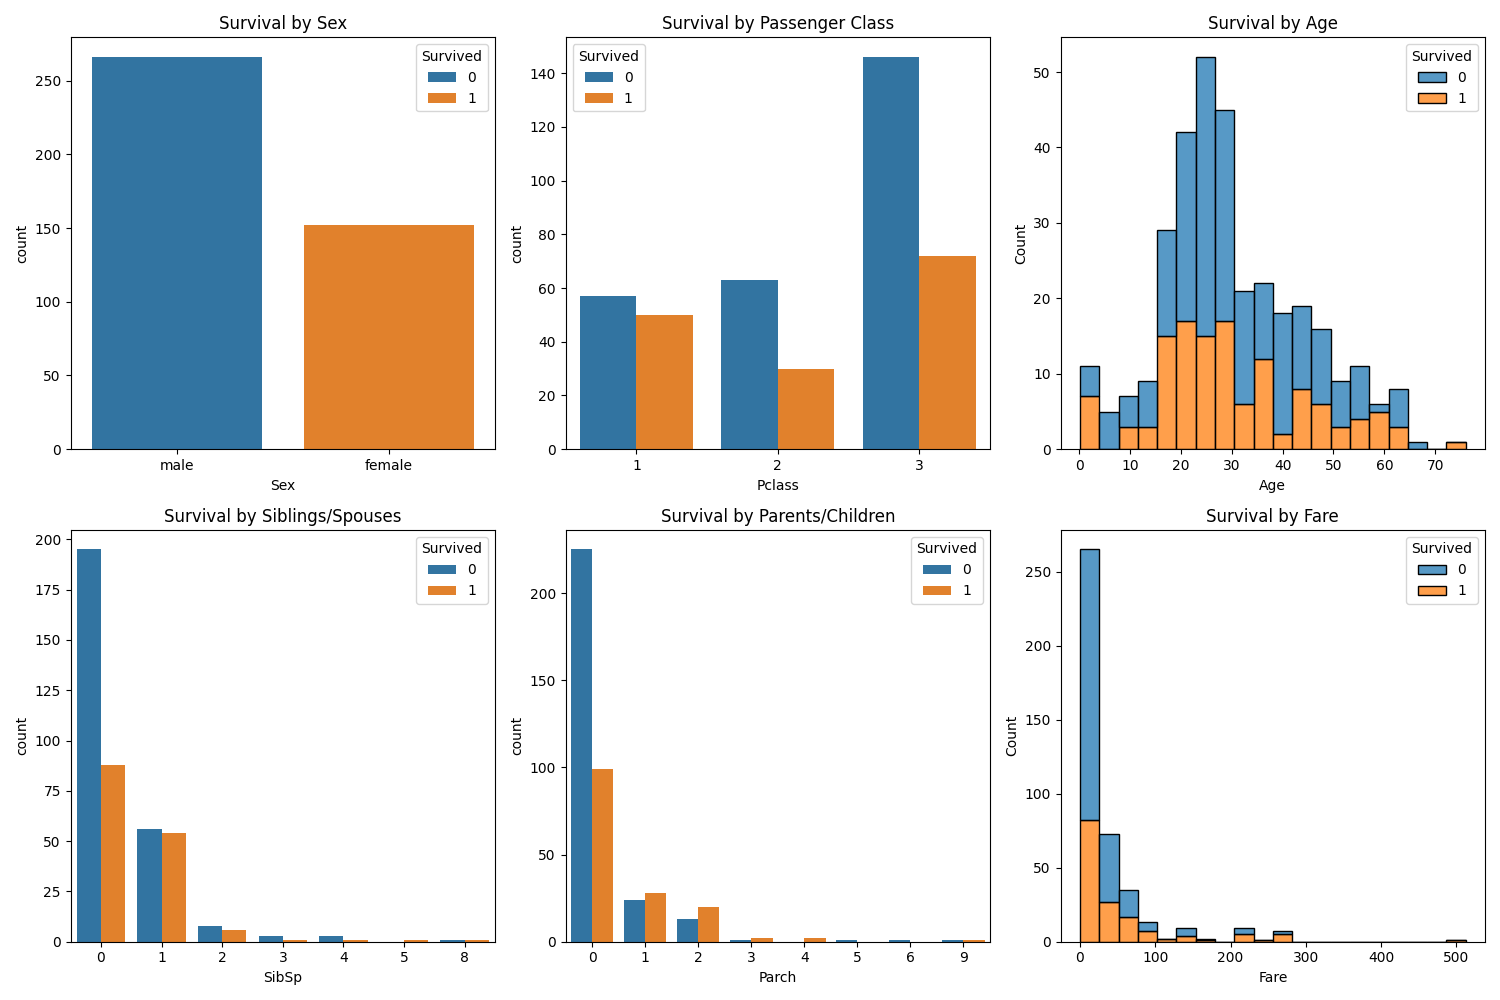 Survival by Sex
Survived
0
1
250
200
150
100
50
0
count
male female
Sex
Survival by Passenger Class
Survived
0
1
140
120
100
80
60
40
20
0
count
1 2 3
Pclass
Survival by Age
Survived
0
1
50
40
30
20
10
0
Count
0 10 20 30 40 50 60 70
Age
Survival by Siblings/Spouses
Survived
0
1
200
175
150
125
100
75
50
25
0
count
0 1 2 3 4 5 8
SibSp
Survival by Parents/Children
Survived
0
1
200
150
100
50
0
count
0 1 2 3 4 5 6 9
Parch
Survival by Fare
Survived
0
1
250
200
150
100
50
0
Count
0 100 200 300 400 500
Fare